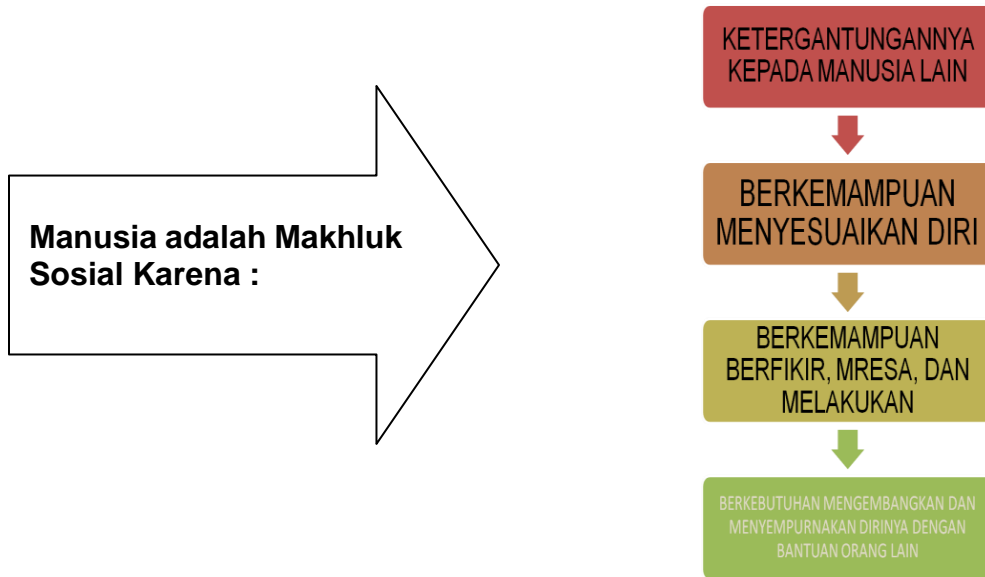 Manusia adalah Makhluk
Sosial Karena :
KETERGANTUNGANNYA
KEPADA MANUSIA LAIN
BERKEMAMPUAN
MENYESUAIKAN DIRI
BERKEMAMPUAN
BERFIKIR, MRESA, DAN
MELAKUKAN
BERKEBUTUHAN MENGEMBANGKAN DAN
MENYEMPURNAKAN DIRINYA DENGAN
BANTUAN ORANG LAIN